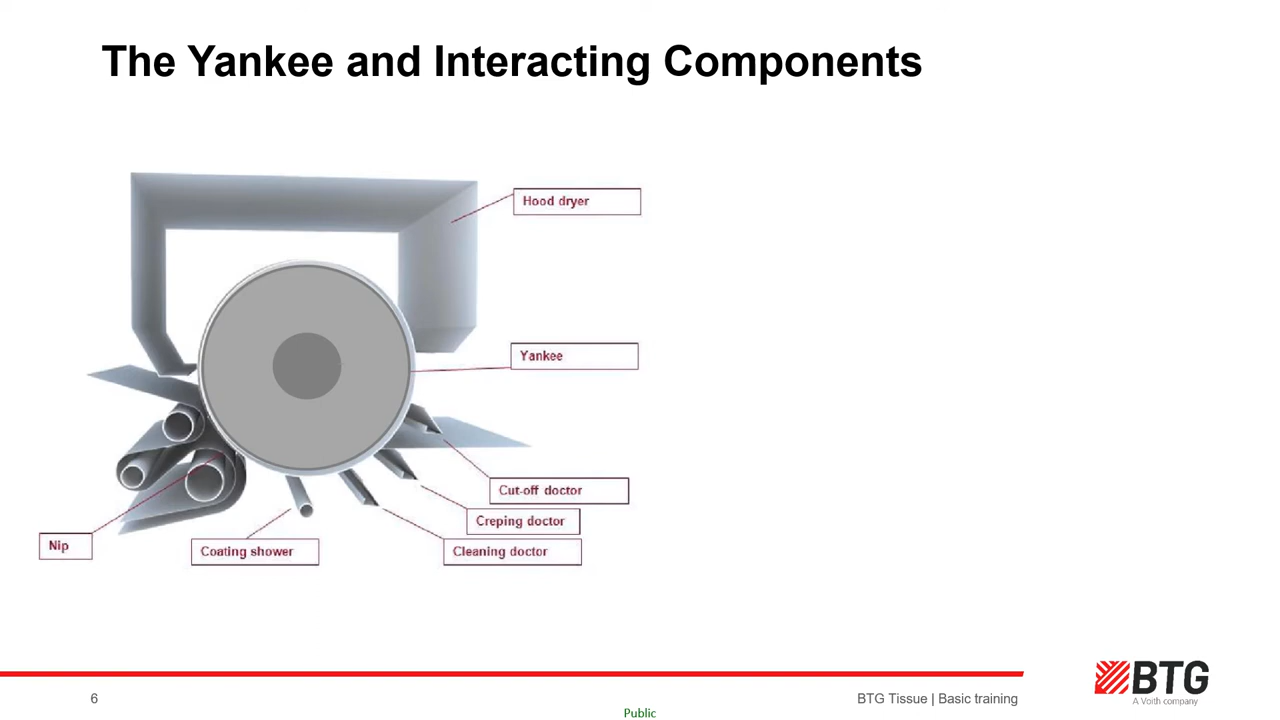 The Yankee and Interacting Components
Hood dryer
Yankee
Cut-off doctor
Creping doctor
Cleaning doctor
Coating shower
Nip
6
BTG Tissue | Basic training
Public
BTG
A Voith company